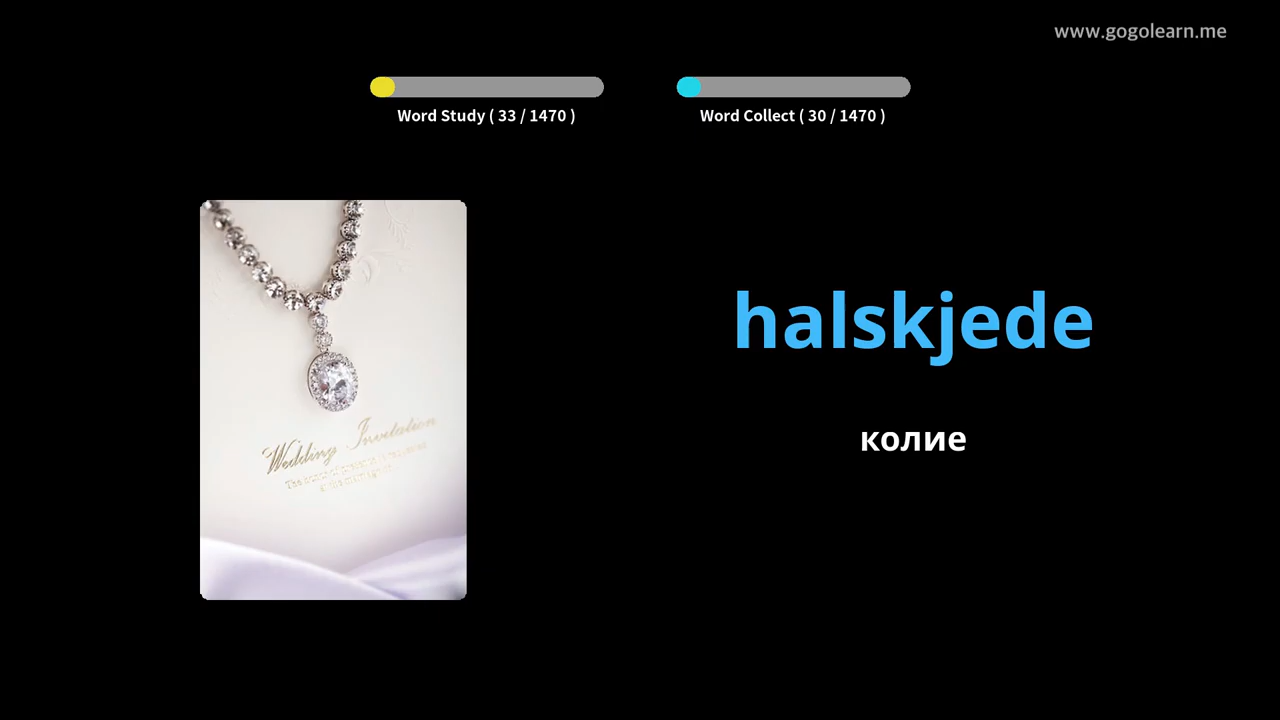 www.gogolearn.me
Word Study ( 33 / 1470 )
Word Collect ( 30 / 1470 )
halskjede
колие
Wedding Invitation